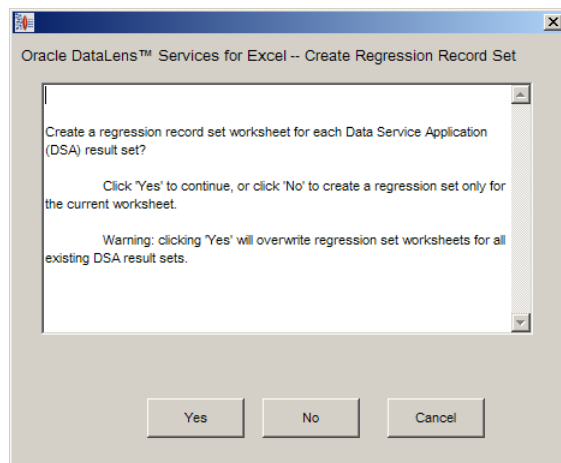 Oracle DataLens™ Services for Excel -- Create Regression Record Set
Create a regression record set worksheet for each Data Service Application
(DSA) result set?
Click 'Yes' to continue, or click 'No' to create a regression set only for
the current worksheet.
Warning: clicking 'Yes' will overwrite regression set worksheets for all
existing DSA result sets.
Yes
No
Cancel